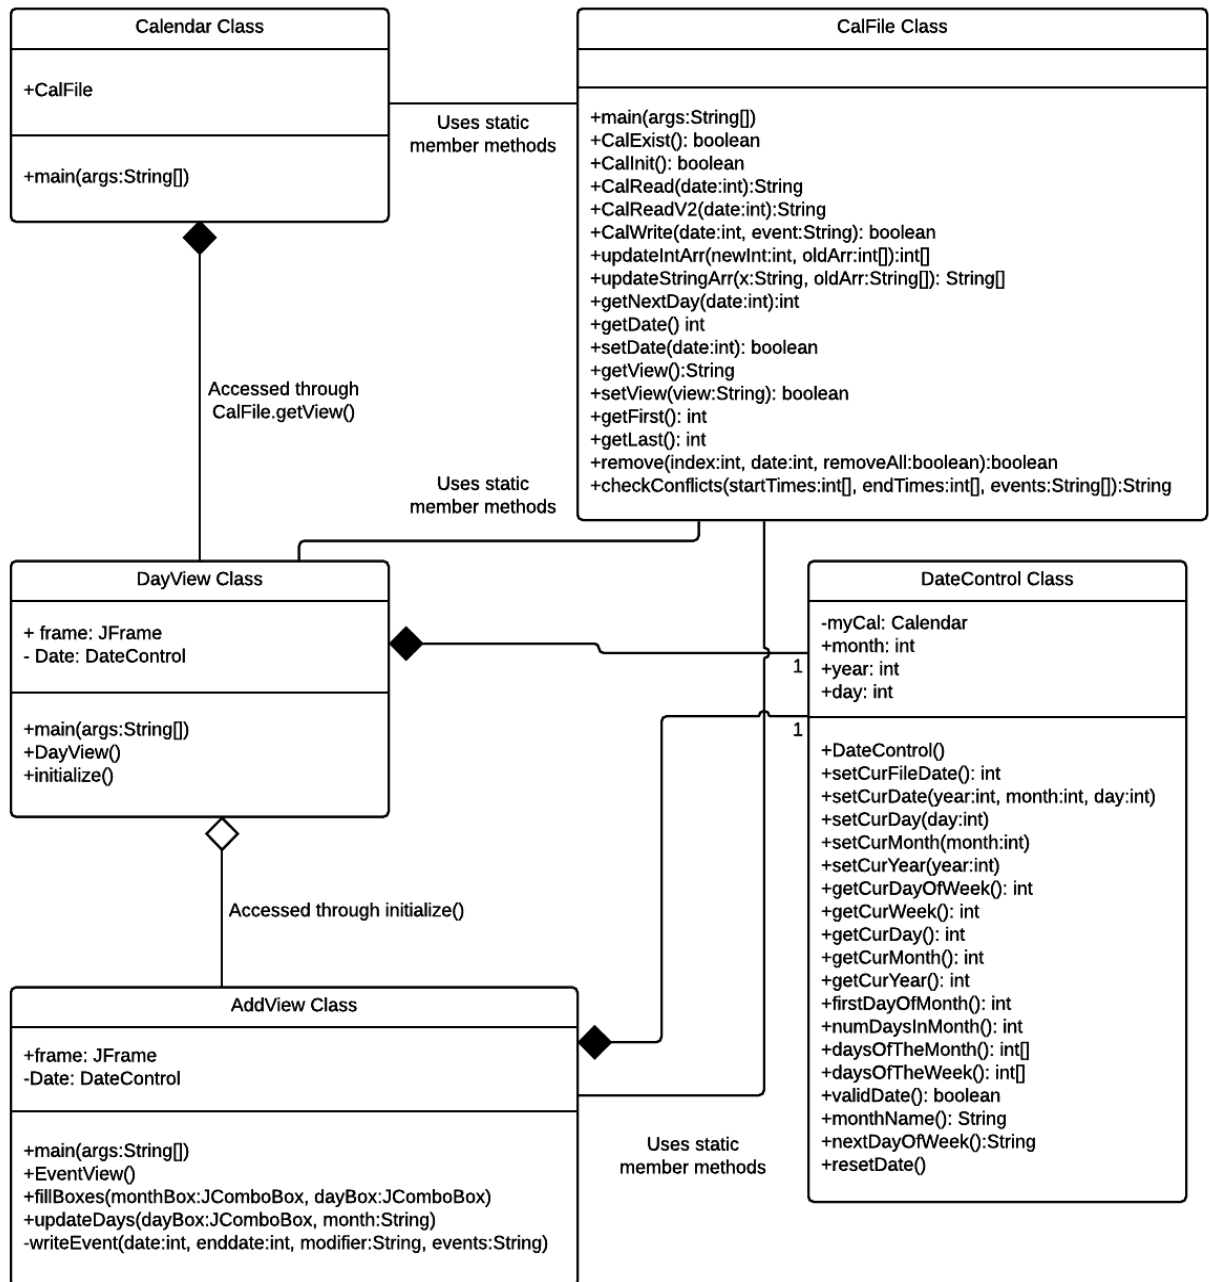 Calendar Class
+CalFile
+main(args:String[])
Uses static
member methods
CalFile Class
+main(args:String[])
+CalExist(): boolean
+CalInit(): boolean
+CalRead(date:int):String
+CalReadV2(date:int):String
+CalWrite(date:int, event:String): boolean
+updateIntArr(newInt:int, oldArr:int[]):int[]
+updateStringArr(x:String, oldArr:String[]): String[]
+getNextDay(date:int):int
+getDate() int
+setDate(date:int): boolean
+getView():String
+setView(view:String): boolean
+getFirst(): int
+getLast(): int
+remove(index:int, date:int, removeAll:boolean):boolean
+checkConflicts(startTimes:int[], endTimes:int[], events:String[]):String
Accessed through
CalFile.getView()
Uses static
member methods
DayView Class
+ frame: JFrame
- Date: DateControl
+main(args:String[])
+DayView()
+initialize()
1
1
DateControl Class
-myCal: Calendar
+month: int
+year: int
+day: int
+DateControl()
+setCurFileDate(): int
+setCurDate(year:int, month:int, day:int)
+setCurDay(day:int)
+setCurMonth(month:int)
+setCurYear(year:int)
+getCurDayOfWeek(): int
+getCurWeek(): int
+getCurDay(): int
+getCurMonth(): int
+getCurYear(): int
+firstDayOfMonth(): int
+numDaysInMonth(): int
+daysOfTheMonth(): int[]
+daysOfTheWeek(): int[]
+validDate(): boolean
+monthName(): String
+nextDayOfWeek():String
+resetDate()
Accessed through initialize()
AddView Class
+frame: JFrame
-Date: DateControl
+main(args:String[])
+EventView()
+fillBoxes(monthBox:JComboBox, dayBox:JComboBox)
+updateDays(dayBox:JComboBox, month:String)
-writeEvent(date:int, enddate:int, modifier:String, events:String)
Uses static
member methods